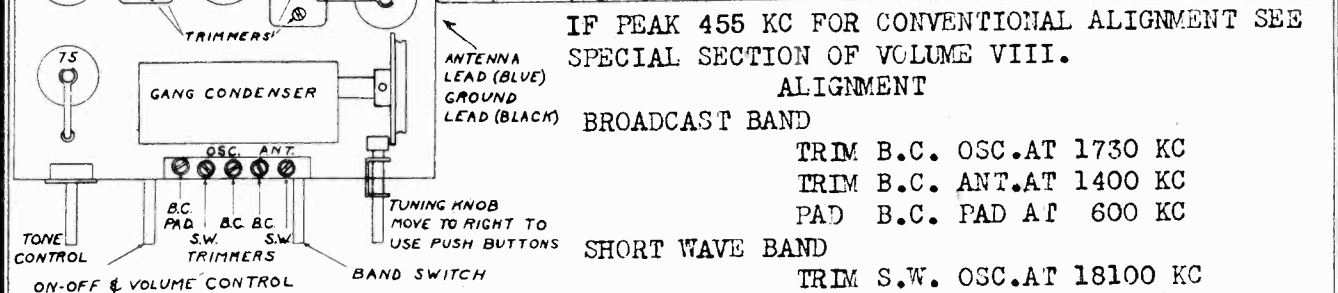 TRIMMERS
75
GANG CONDENSER
ANTENNA
LEAD (BLUE)
GROUND
LEAD (BLACK)
OSC. ANT.
B.C.
PAD
S.W.
B.C. B.C.
S.W.
TRIMMERS
TONE
CONTROL
ON-OFF & VOLUME CONTROL
BAND SWITCH
TUNING KNOB
MOVE TO RIGHT TO
USE PUSH BUTTONS
IF PEAK 455 KC FOR CONVENTIONAL ALIGNMENT SEE
SPECIAL SECTION OF VOLUME VIII.
ALIGNMENT
BROADCAST BAND
TRIM B.C. OSC.AT 1730 KC
TRIM B.C. ANT.AT 1400 KC
PAD B.C. PAD AT 600 KC
SHORT WAVE BAND
TRIM S.W. OSC.AT 18100 KC